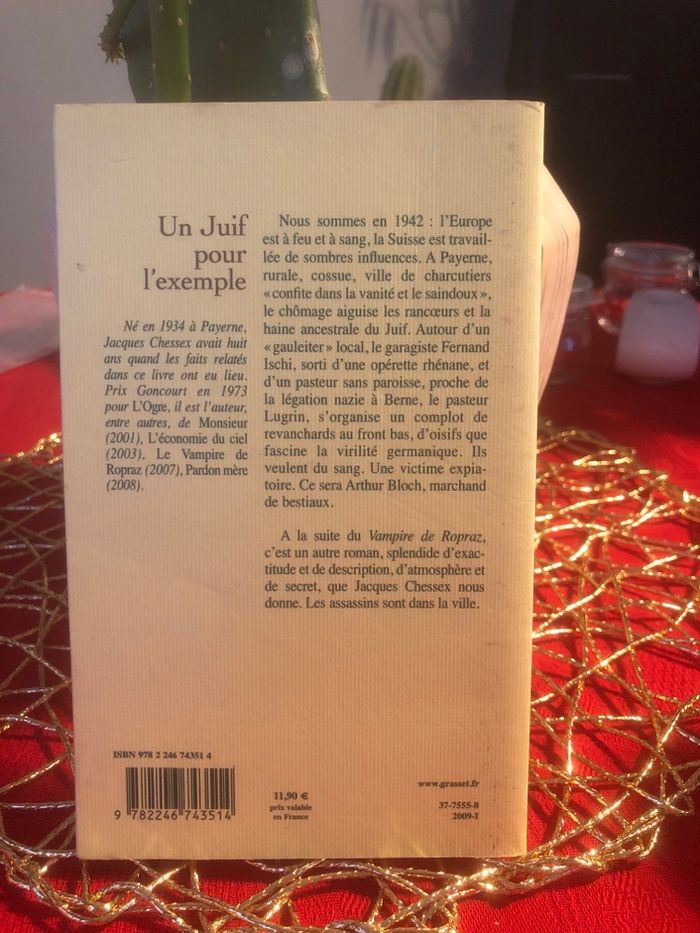 Un Juif
pour
l'exemple
Né en 1934 à Payerne,
Jacques Chessex avait huit
ans quand les faits relatés
dans ce livre ont eu lieu.
Prix Goncourt en 1973
pour L'Ogre, il est l'auteur,
entre autres, de Monsieur
(2001), L'économie du ciel
(2003), Le Vampire de
Ropraz (2007), Pardon mère
(2008).
Nous sommes en 1942 : l'Europe
est à feu et à sang, la Suisse est travail-
lée de sombres influences. A Payerne,
rurale, cossue, ville de charcutiers
« confite dans la vanité et le saindoux »,
le chômage aiguise les rancœurs et la
haine ancestrale du Juif. Autour d'un
« gauleiter » local, le garagiste Fernand
Ischi, sorti d'une opérette rhénane, et
d'un pasteur sans paroisse, proche de
la légation nazie à Berne, le pasteur
Lugrin, s'organise un complot de
revanchards au front bas, d'oisifs que
fascine la virilité germanique. Ils
veulent du sang. Une victime expia-
toire. Ce sera Arthur Bloch, marchand
de bestiaux.
A la suite du Vampire de Ropraz,
c'est un autre roman, splendide d'exac-
titude et de description, d'atmosphère et
de secret, que Jacques Chessex nous
donne. Les assassins sont dans la ville.
ISBN 978 2 246 74351 4
9 782246 743514
11,90 €
prix valable
en France
www.grasset.fr
37-7555-8
2009-I